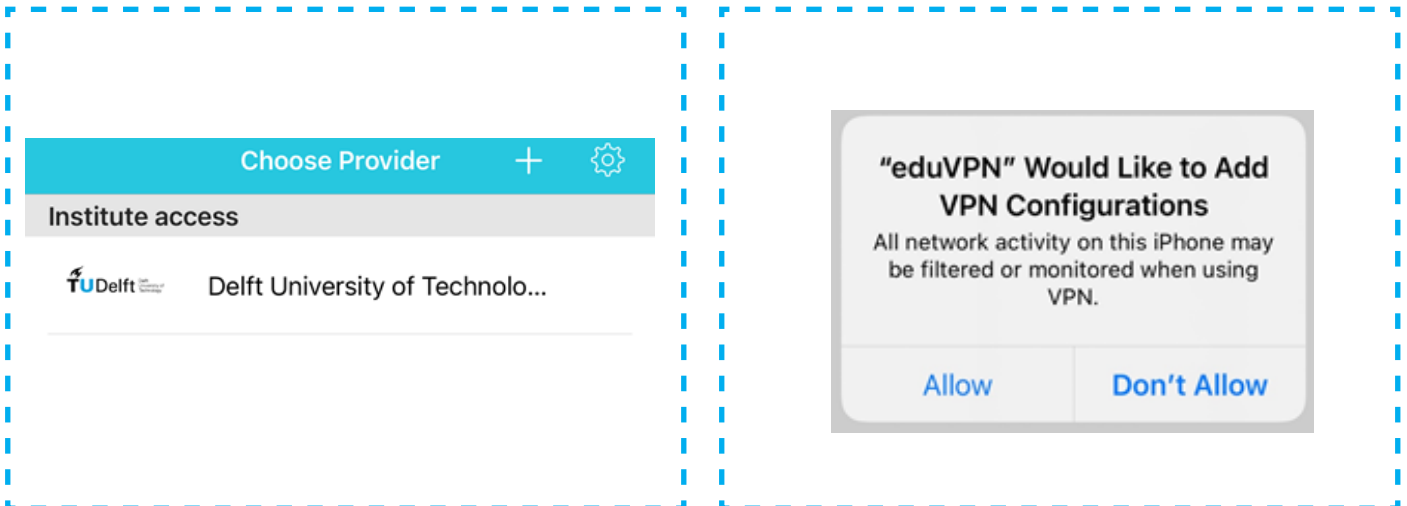 Choose Provider
Institute access
TUDelft
Delft University of Technolo...
“eduVPN” Would Like to Add
VPN Configurations
All network activity on this iPhone may
be filtered or monitored when using
VPN.
Allow
Don’t Allow